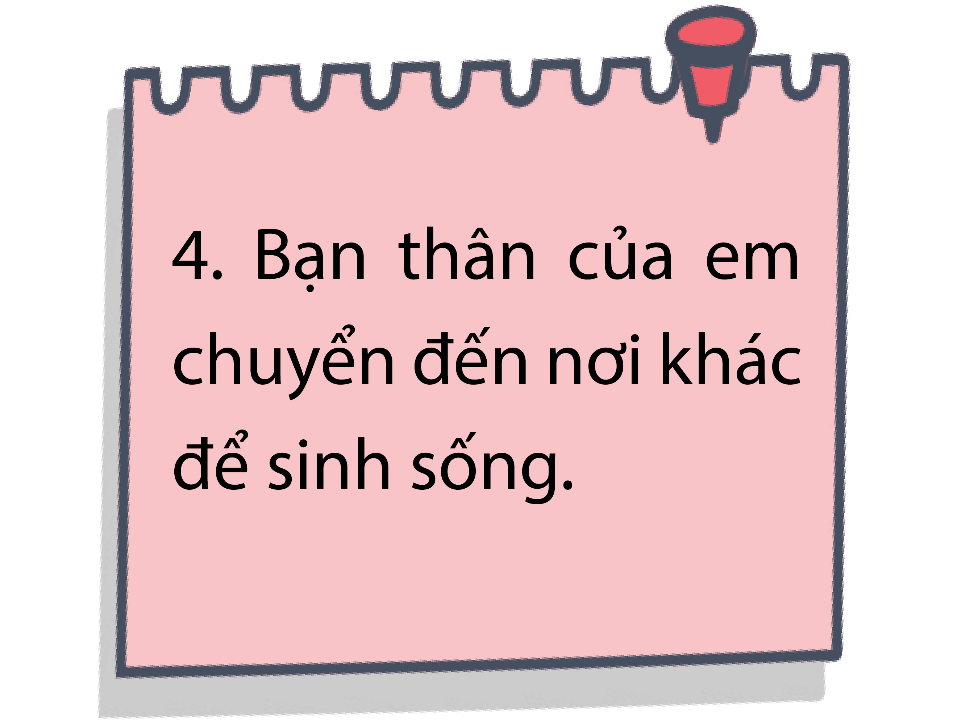 4. Bạn thân của em
chuyển đến nơi khác
để sinh sống.